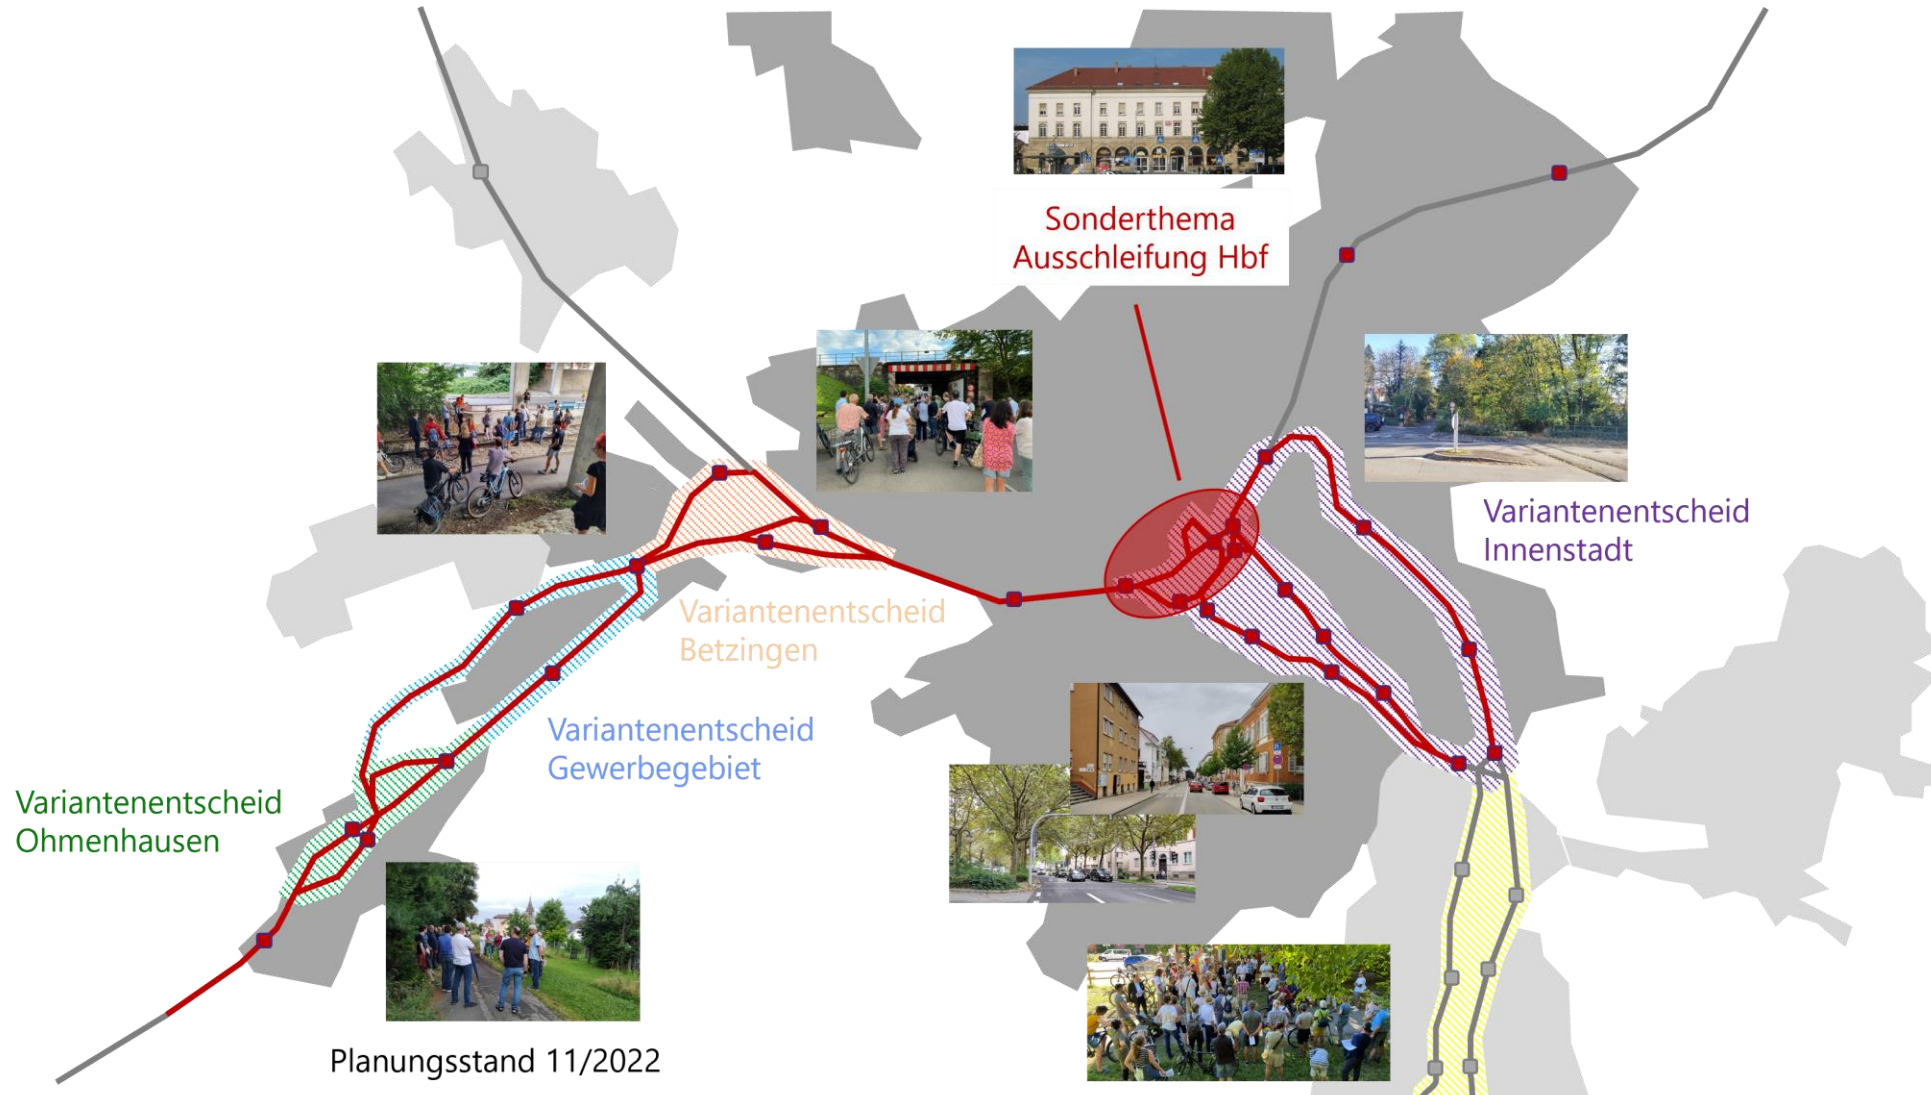 Sonderthema
Ausschleifung Hbf
Variantenentscheid
Innenstadt
Variantenentscheid
Betzingen
Variantenentscheid
Gewerbegebiet
Variantenentscheid
Ohmenhausen
Planungsstand 11/2022